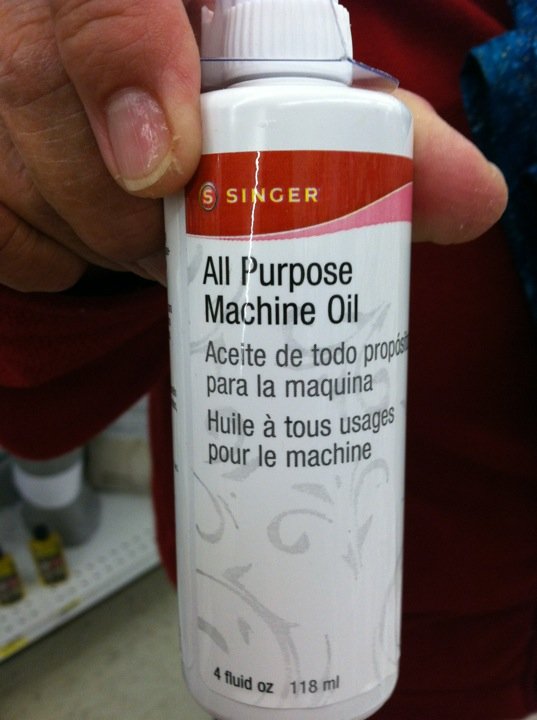 S SINGER
All Purpose
Machine Oil
Aceite de todo propósito
para la maquina
Huile à tous usages
pour le machine
4 fluid oz 118 ml